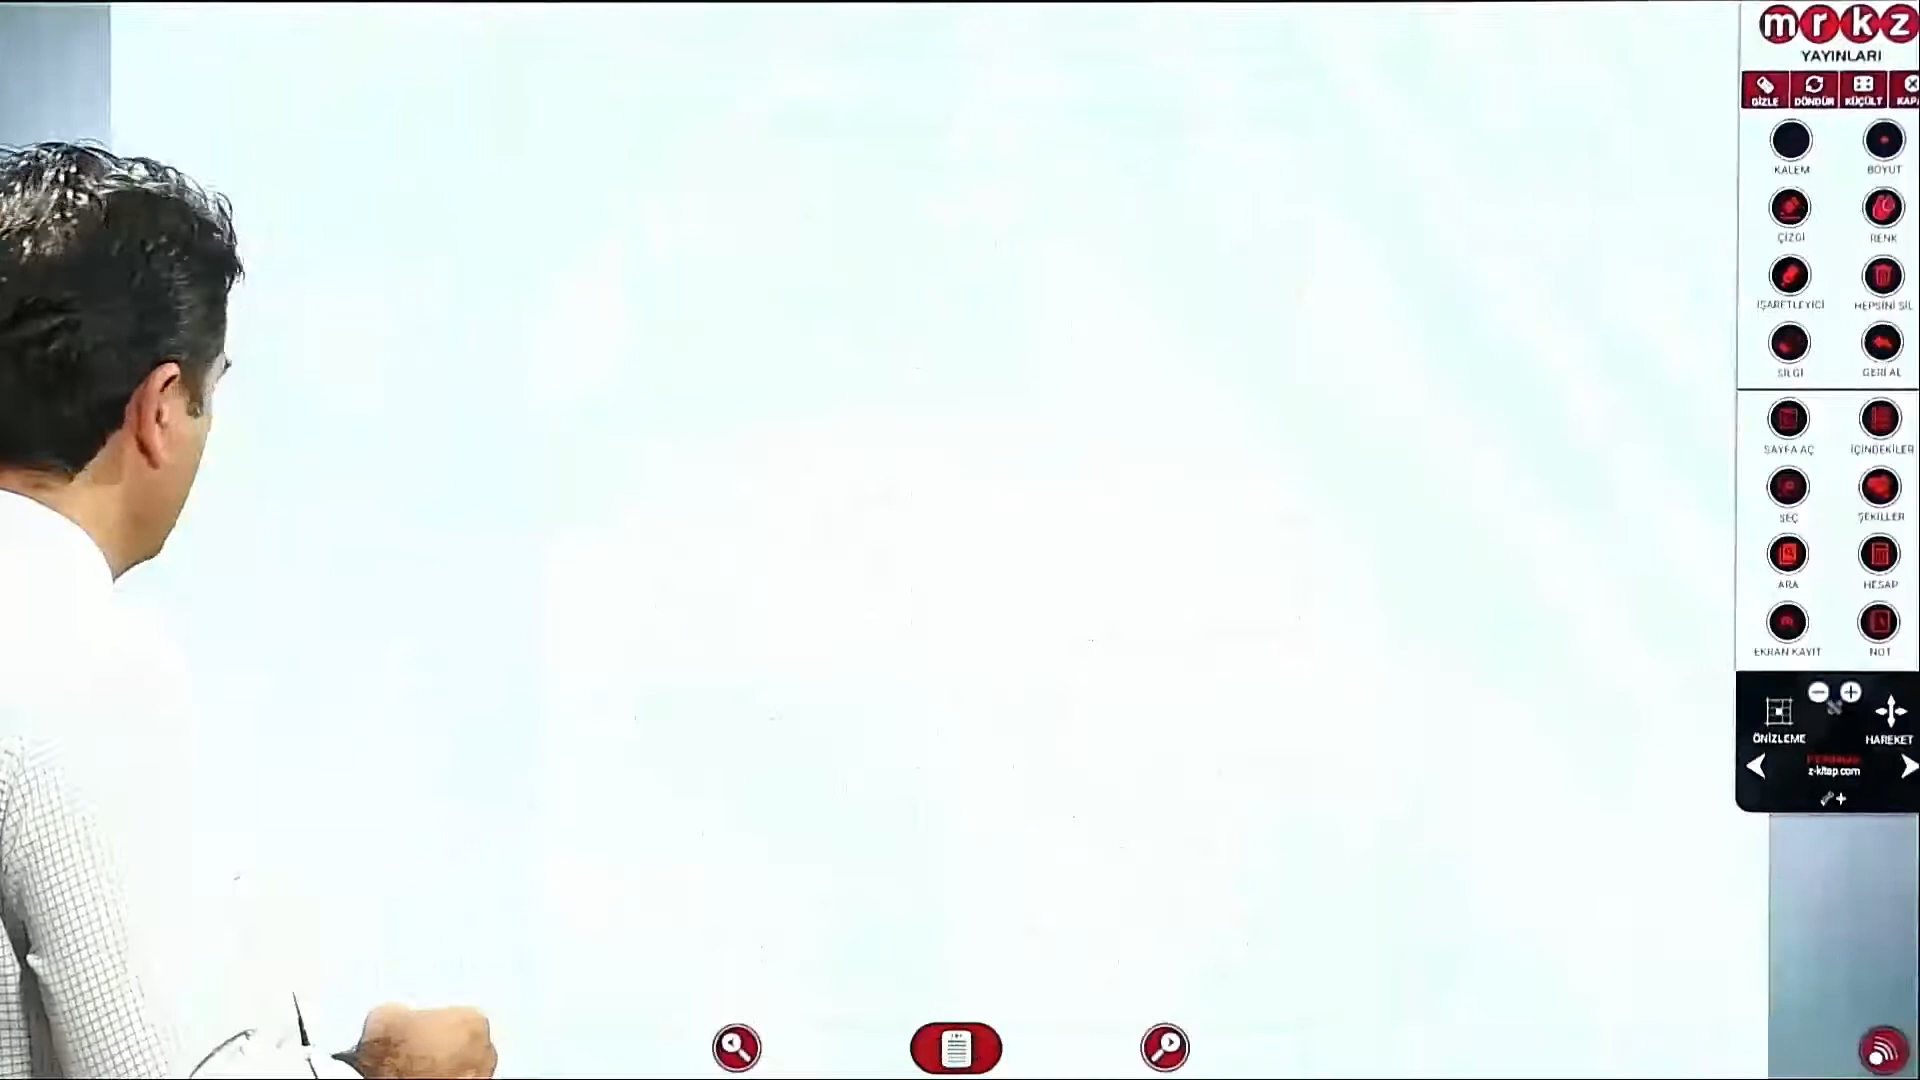 mrkz
YAYINLARI
GİZLE DÖNDÜR KÜÇÜLT KAPA
KALEM BOYUT
ÇİZGİ RENK
İŞARETLEYİCİ HEPSİNİ SİL
SİLGİ GERİ AL
SAYFA AÇ İÇİNDEKİLER
SEÇ ŞEKİLLER
ARA HESAP
EKRAN KAYIT NOT
ÖNİZLEME HAREKET
z-kitap.com